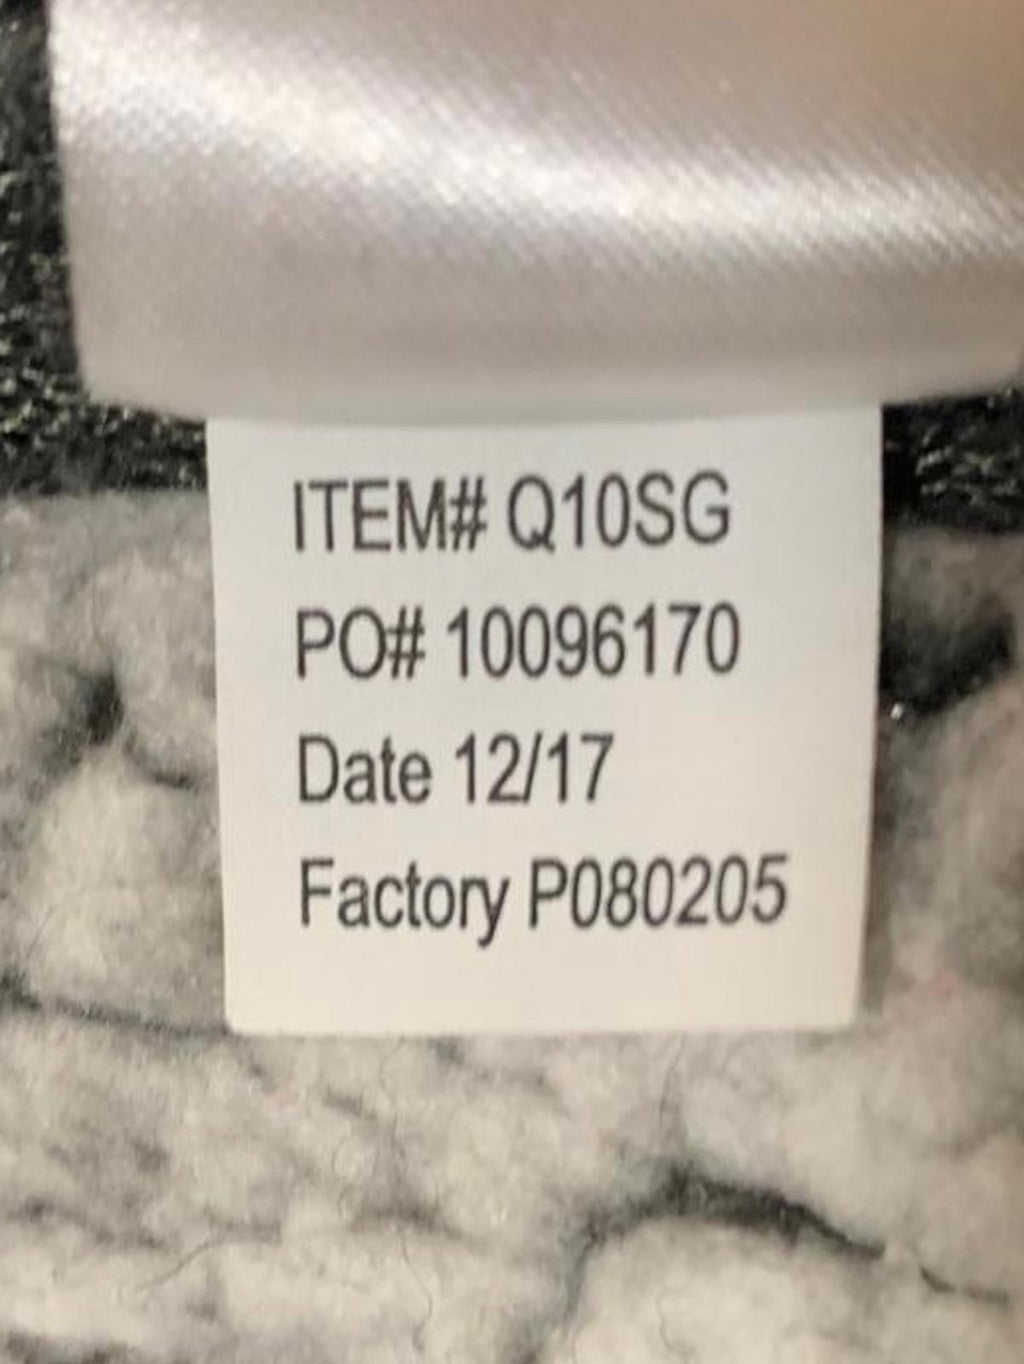 ITEM# Q10SG
PO# 10096170
Date 12/17
Factory P080205